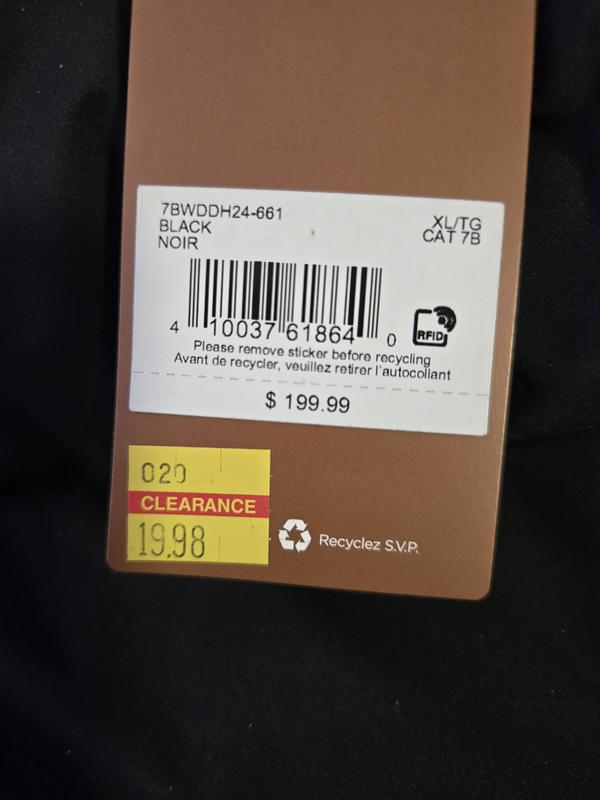 7BWDDH24-661
BLACK
NOIR
XL/TG
CAT 7B
4 10037 61864 0
RFID
Please remove sticker before recycling
Avant de recycler, veuillez retirer l'autocollant
$ 199.99
020
CLEARANCE
19.98
Recyclez S.V.P.